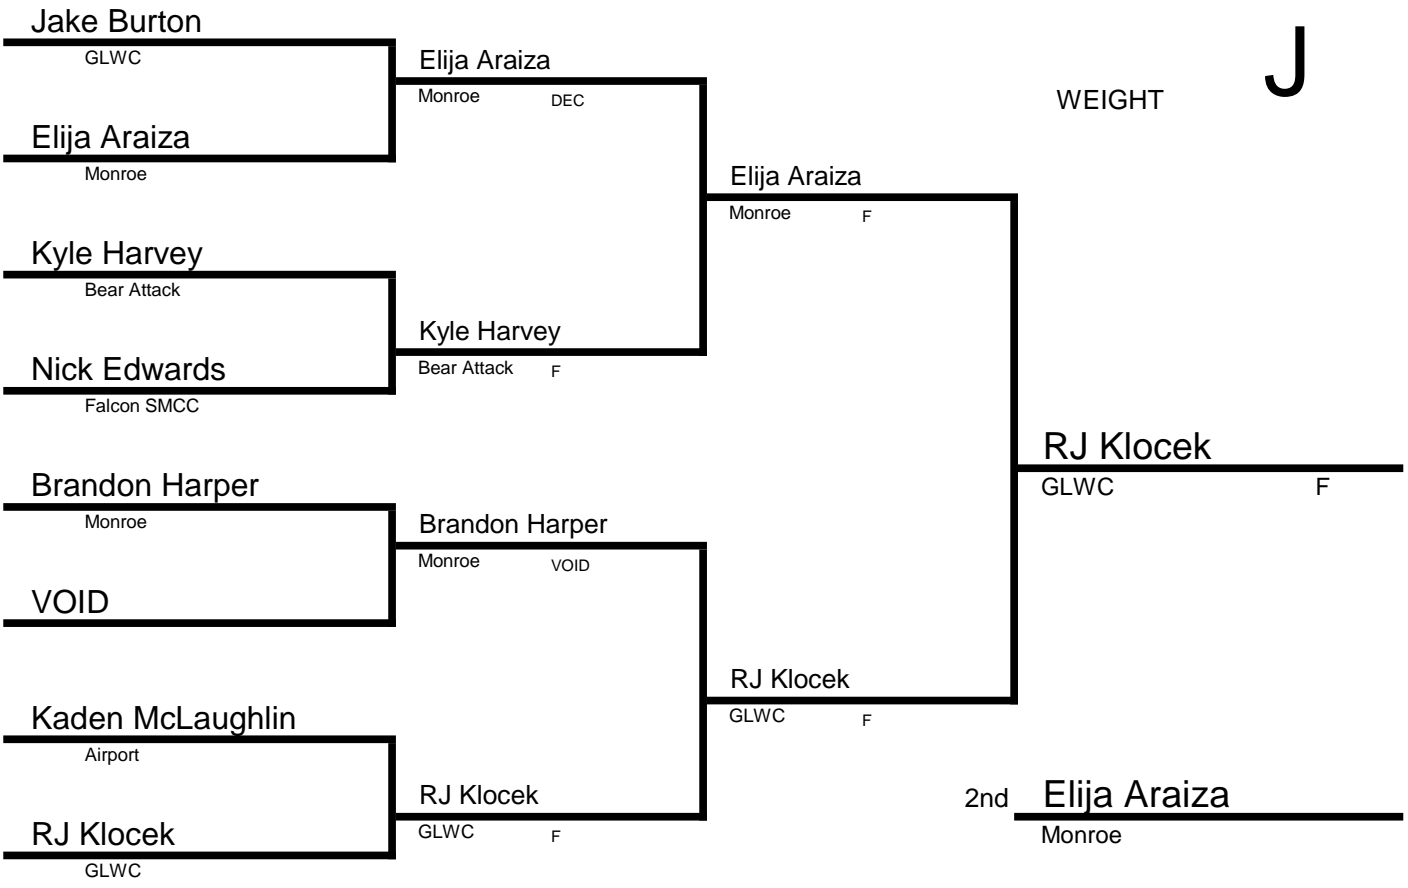 Jake Burton
GLWC
Elija Araiza
Monroe DEC
WEIGHT J
Elija Araiza
Monroe
Elija Araiza
Monroe F
Kyle Harvey
Bear Attack
Kyle Harvey
Bear Attack F
Nick Edwards
Falcon SMCC
RJ Klocek
GLWC F
Brandon Harper
Monroe
Brandon Harper
Monroe VOID
VOID
RJ Klocek
GLWC F
Kaden McLaughlin
Airport
RJ Klocek
GLWC F
2nd Elija Araiza
Monroe
RJ Klocek
GLWC